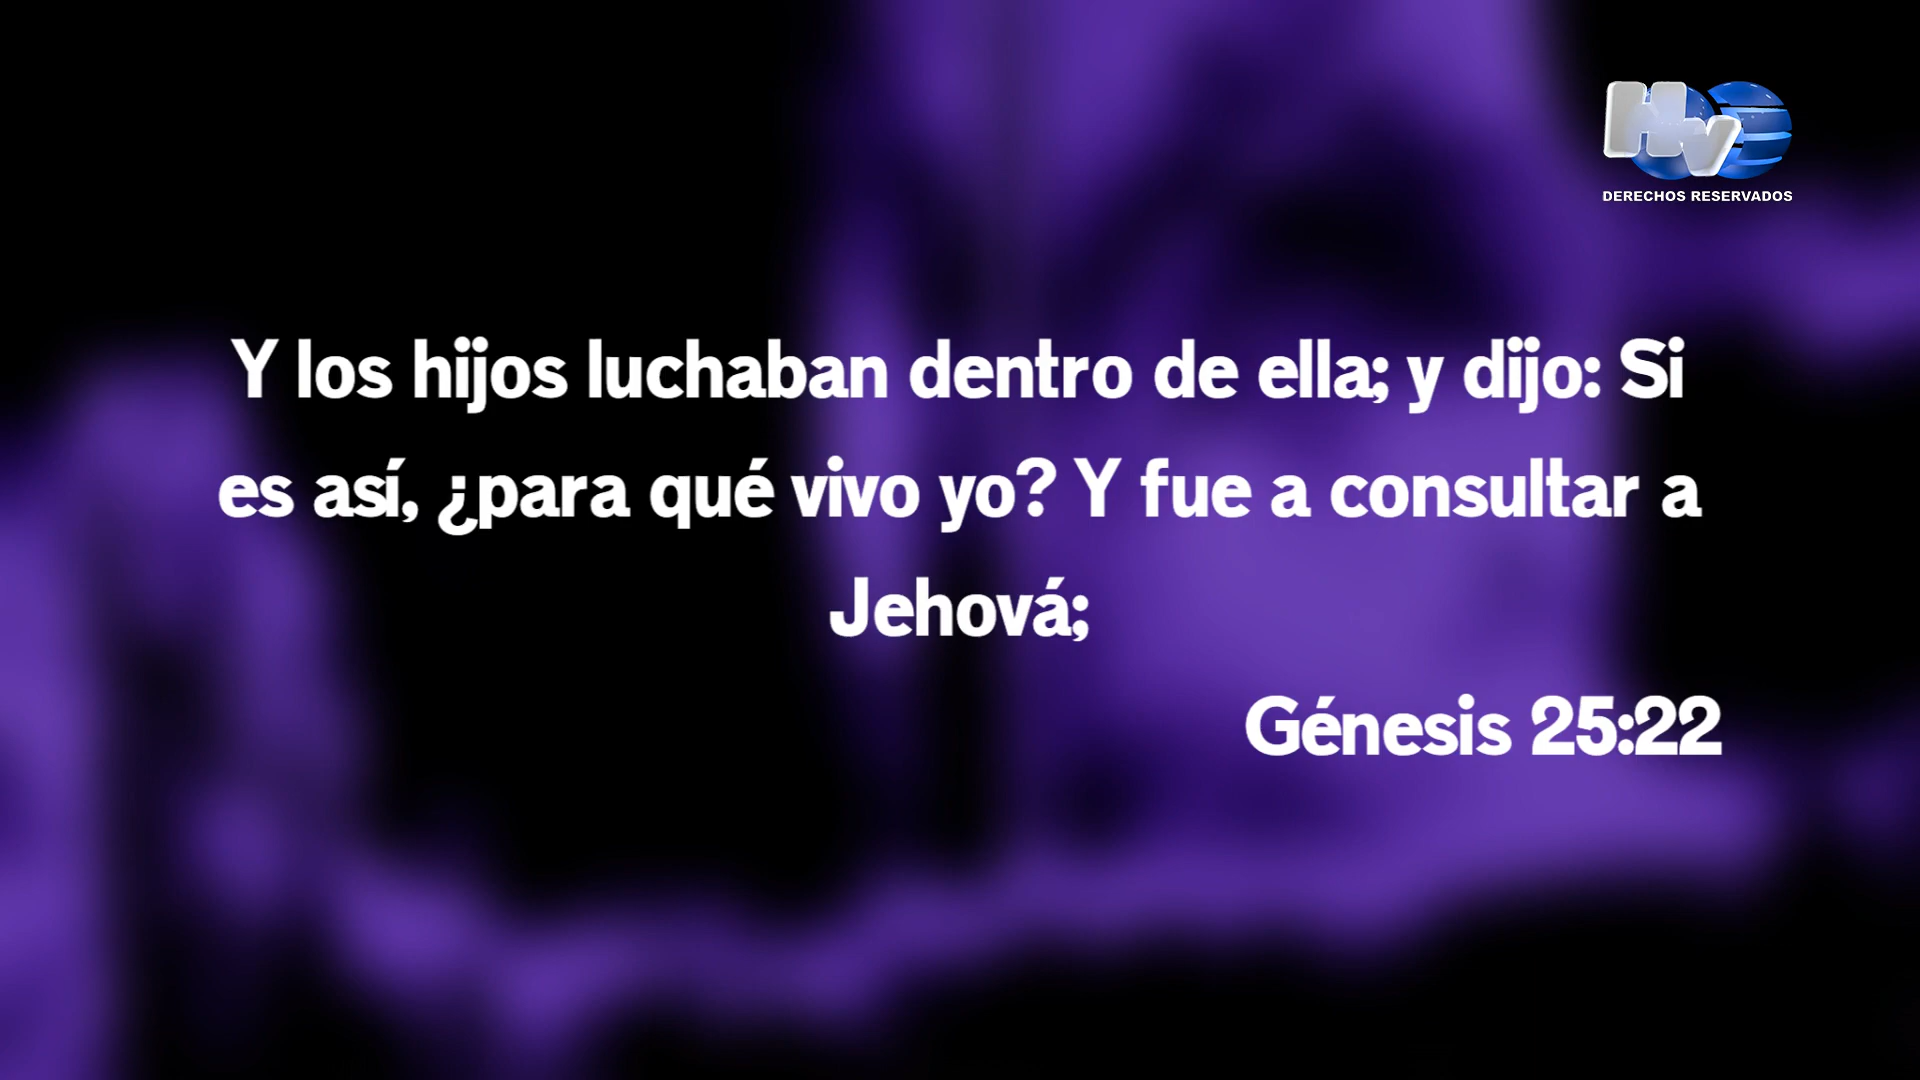 HV
DERECHOS RESERVADOS
Y los hijos luchaban dentro de ella; y dijo: Si
es así, ¿para qué vivo yo? Y fue a consultar a
Jehová;
Génesis 25:22